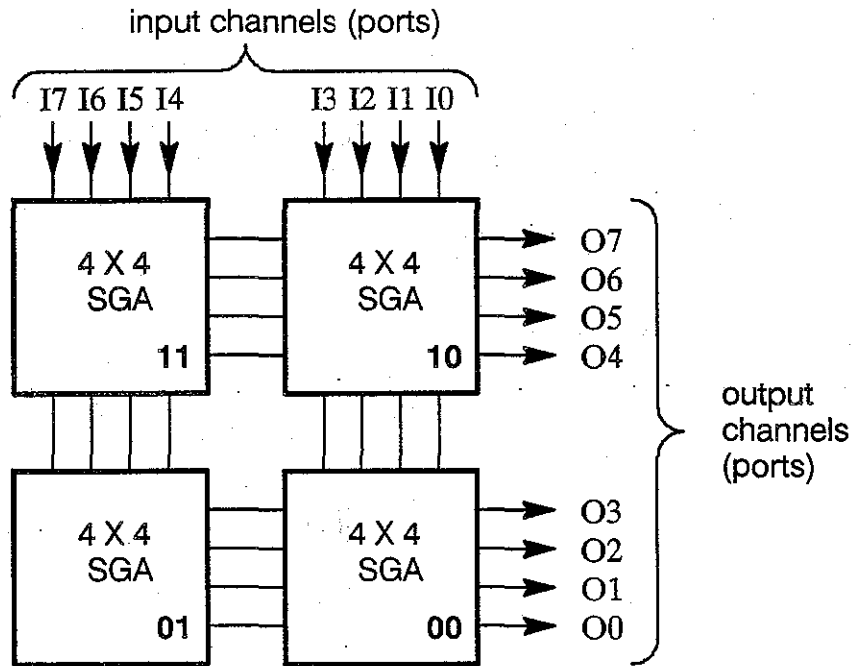 input channels (ports)
I7 I6 I5 I4 I3 I2 I1 I0
4 X 4
SGA
11
4 X 4
SGA
10
O7
O6
O5
O4
output
channels
(ports)
4 X 4
SGA
01
4 X 4
SGA
00
O3
O2
O1
O0